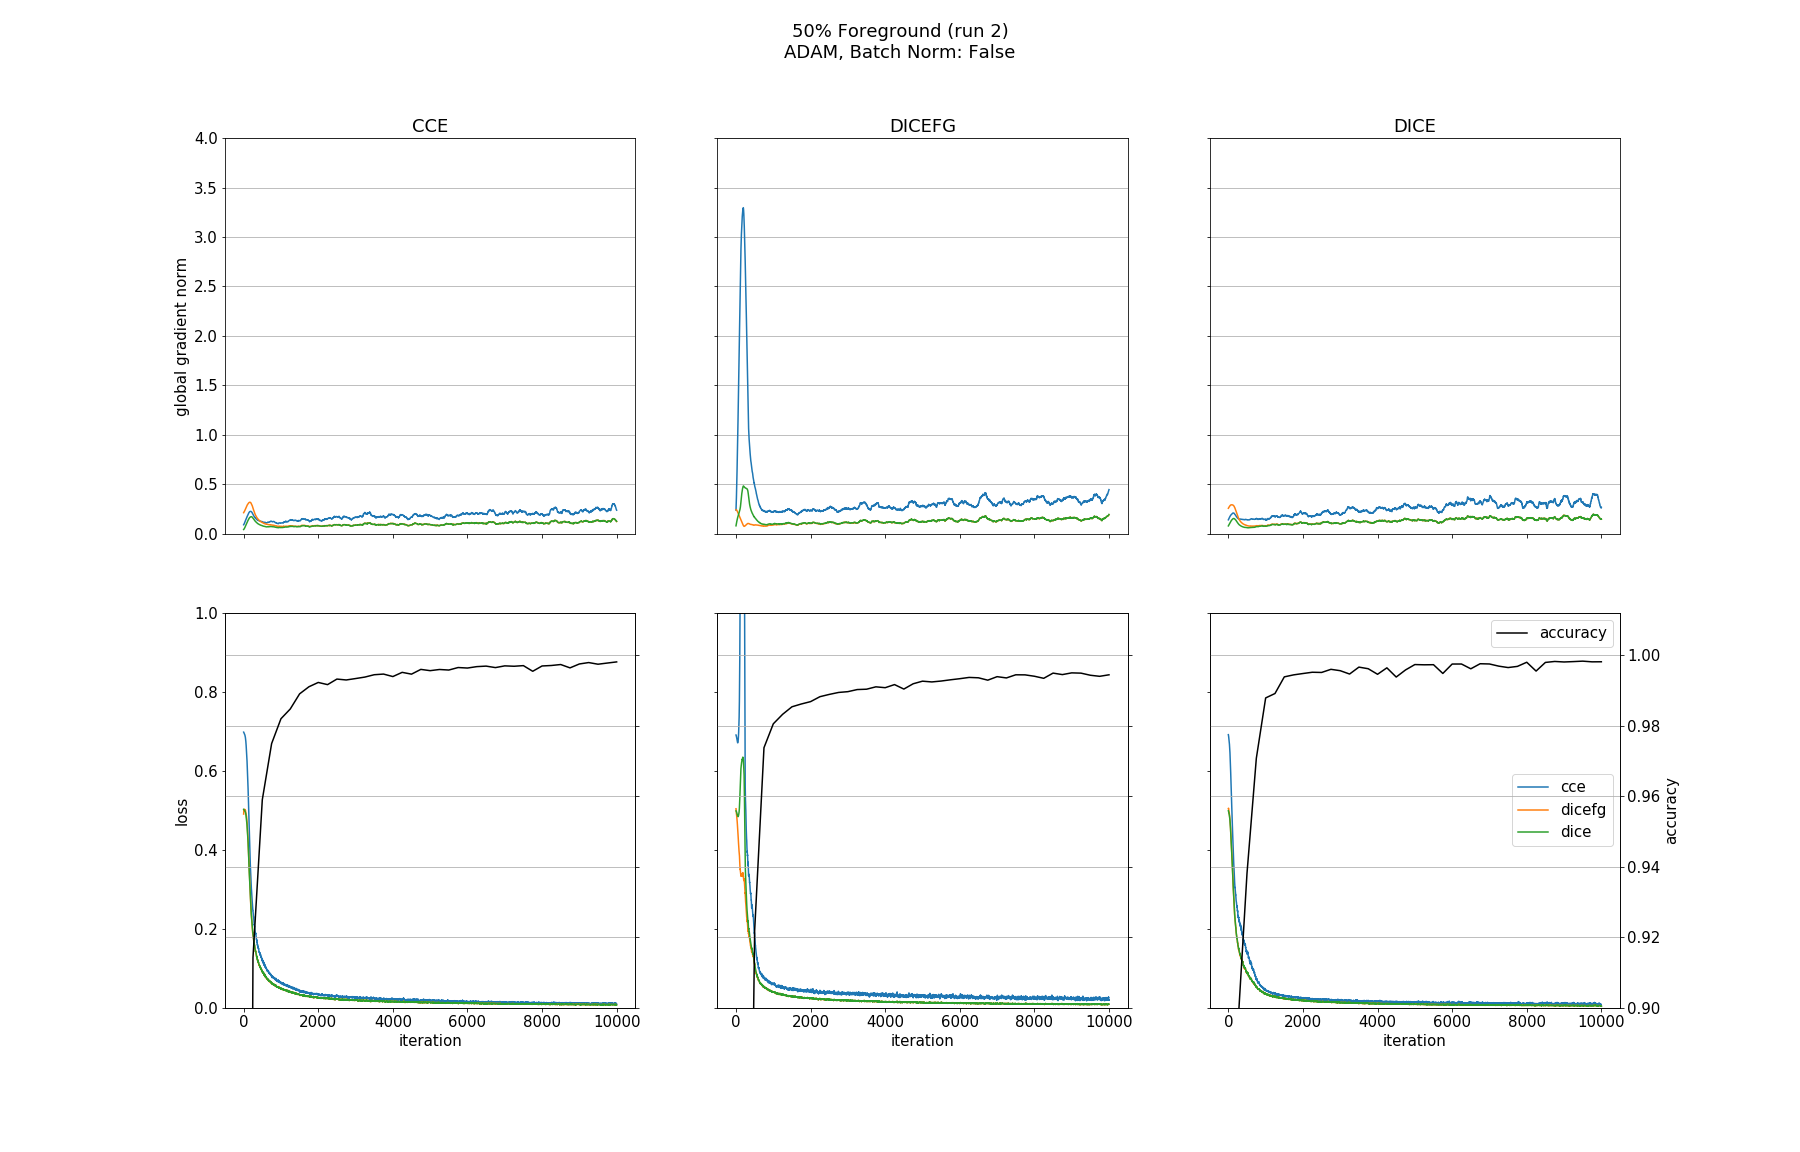 50% Foreground (run 2)
ADAM, Batch Norm: False
CCE
DICEFG
DICE
4.0
3.5
3.0
2.5
2.0
1.5
1.0
0.5
0.0
global gradient norm
1.0
0.8
0.6
0.4
0.2
0.0
loss
accuracy
cce
dicefg
dice
1.00
0.98
0.96
0.94
0.92
0.90
accuracy
0 2000 4000 6000 8000 10000
0 2000 4000 6000 8000 10000
0 2000 4000 6000 8000 10000
iteration
iteration
iteration